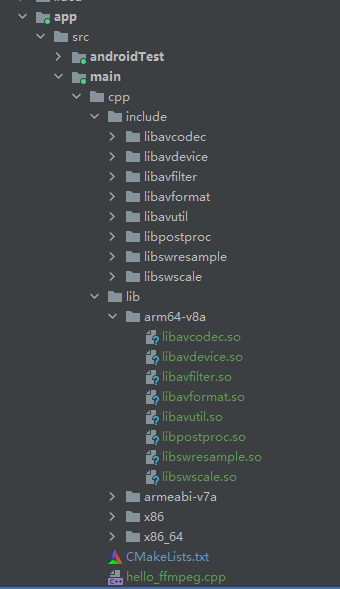 app
src
androidTest
main
cpp
include
libavcodec
libavdevice
libavfilter
libavformat
libavutil
libpostproc
libswresample
libswscale
lib
arm64-v8a
libavcodec.so
libavdevice.so
libavfilter.so
libavformat.so
libavutil.so
libpostproc.so
libswresample.so
libswscale.so
armeabi-v7a
x86
x86_64
CMakeLists.txt
hello_ffmpeg.cpp